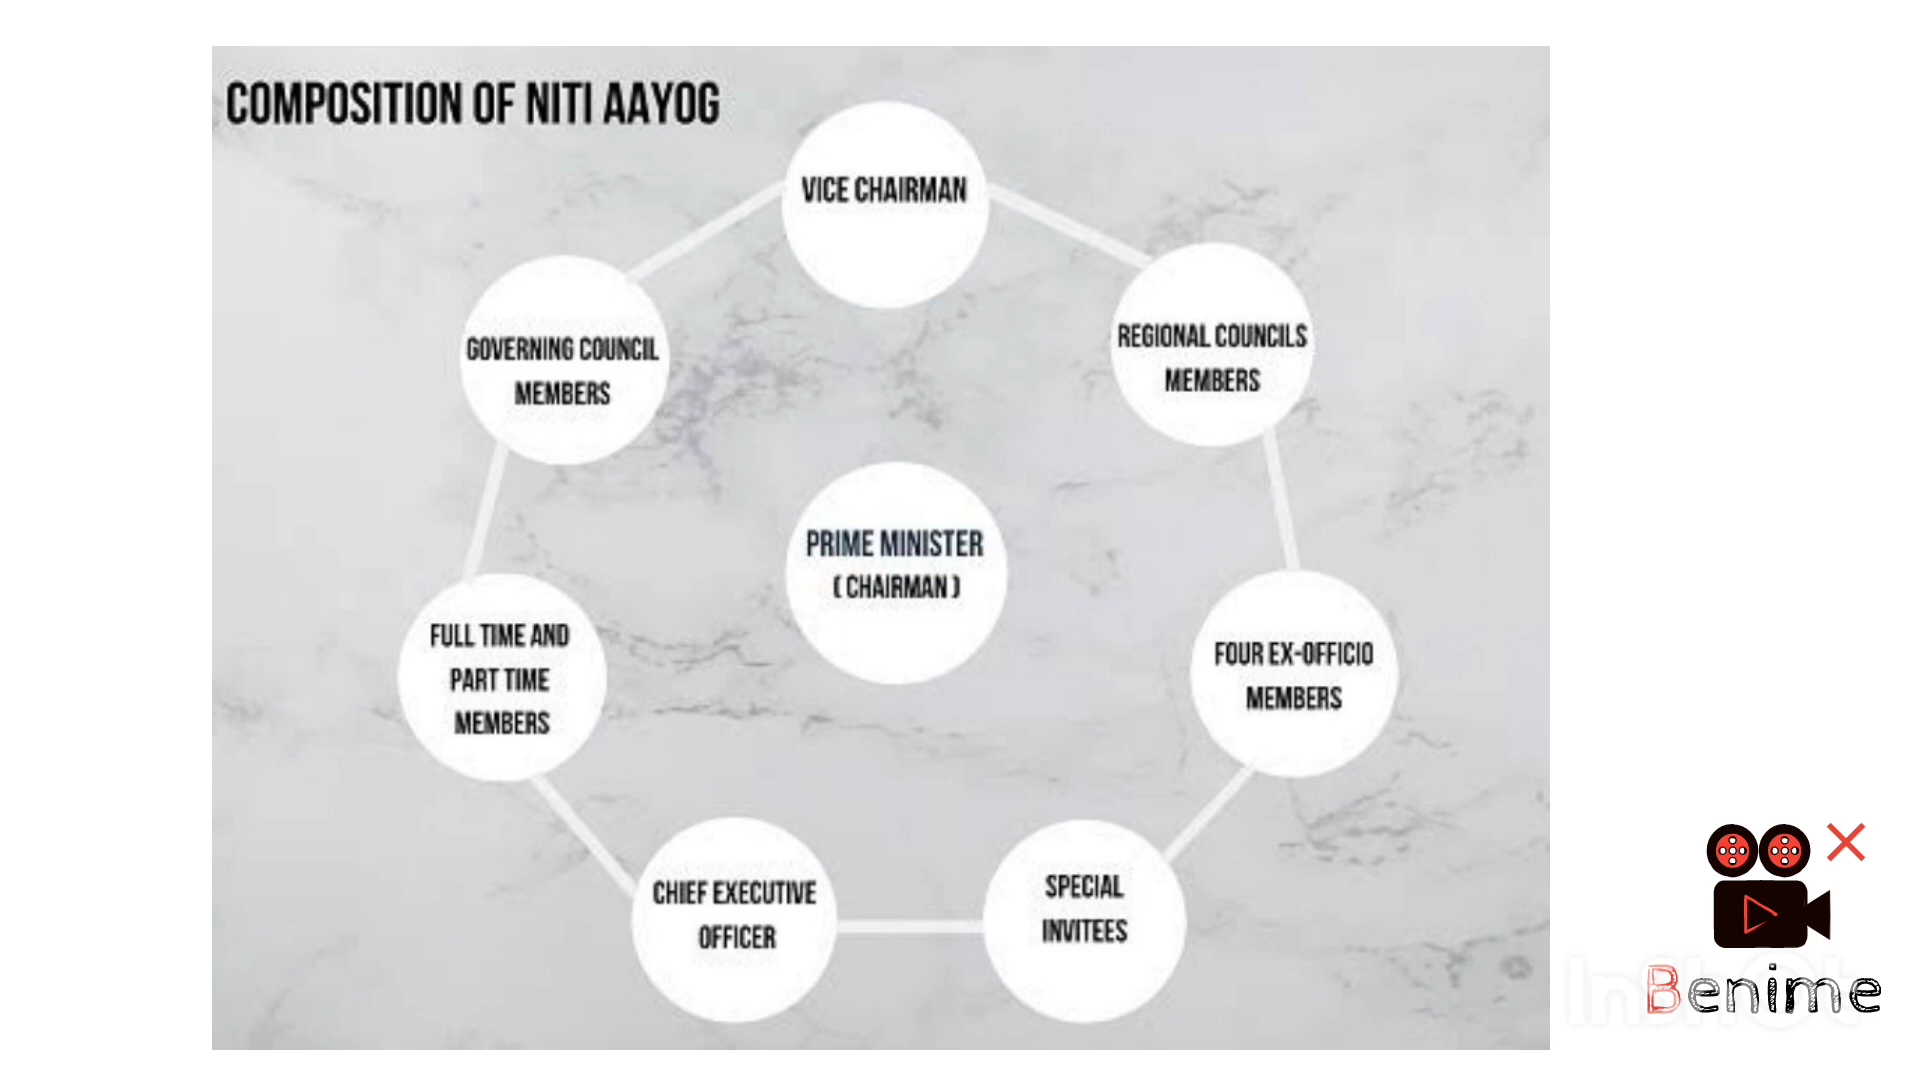 COMPOSITION OF NITI AAYOG
VICE CHAIRMAN
GOVERNING COUNCIL
MEMBERS
REGIONAL COUNCILS
MEMBERS
PRIME MINISTER
( CHAIRMAN )
FULL TIME AND
PART TIME
MEMBERS
FOUR EX-OFFICIO
MEMBERS
CHIEF EXECUTIVE
OFFICER
SPECIAL
INVITEES
InShot
Benime